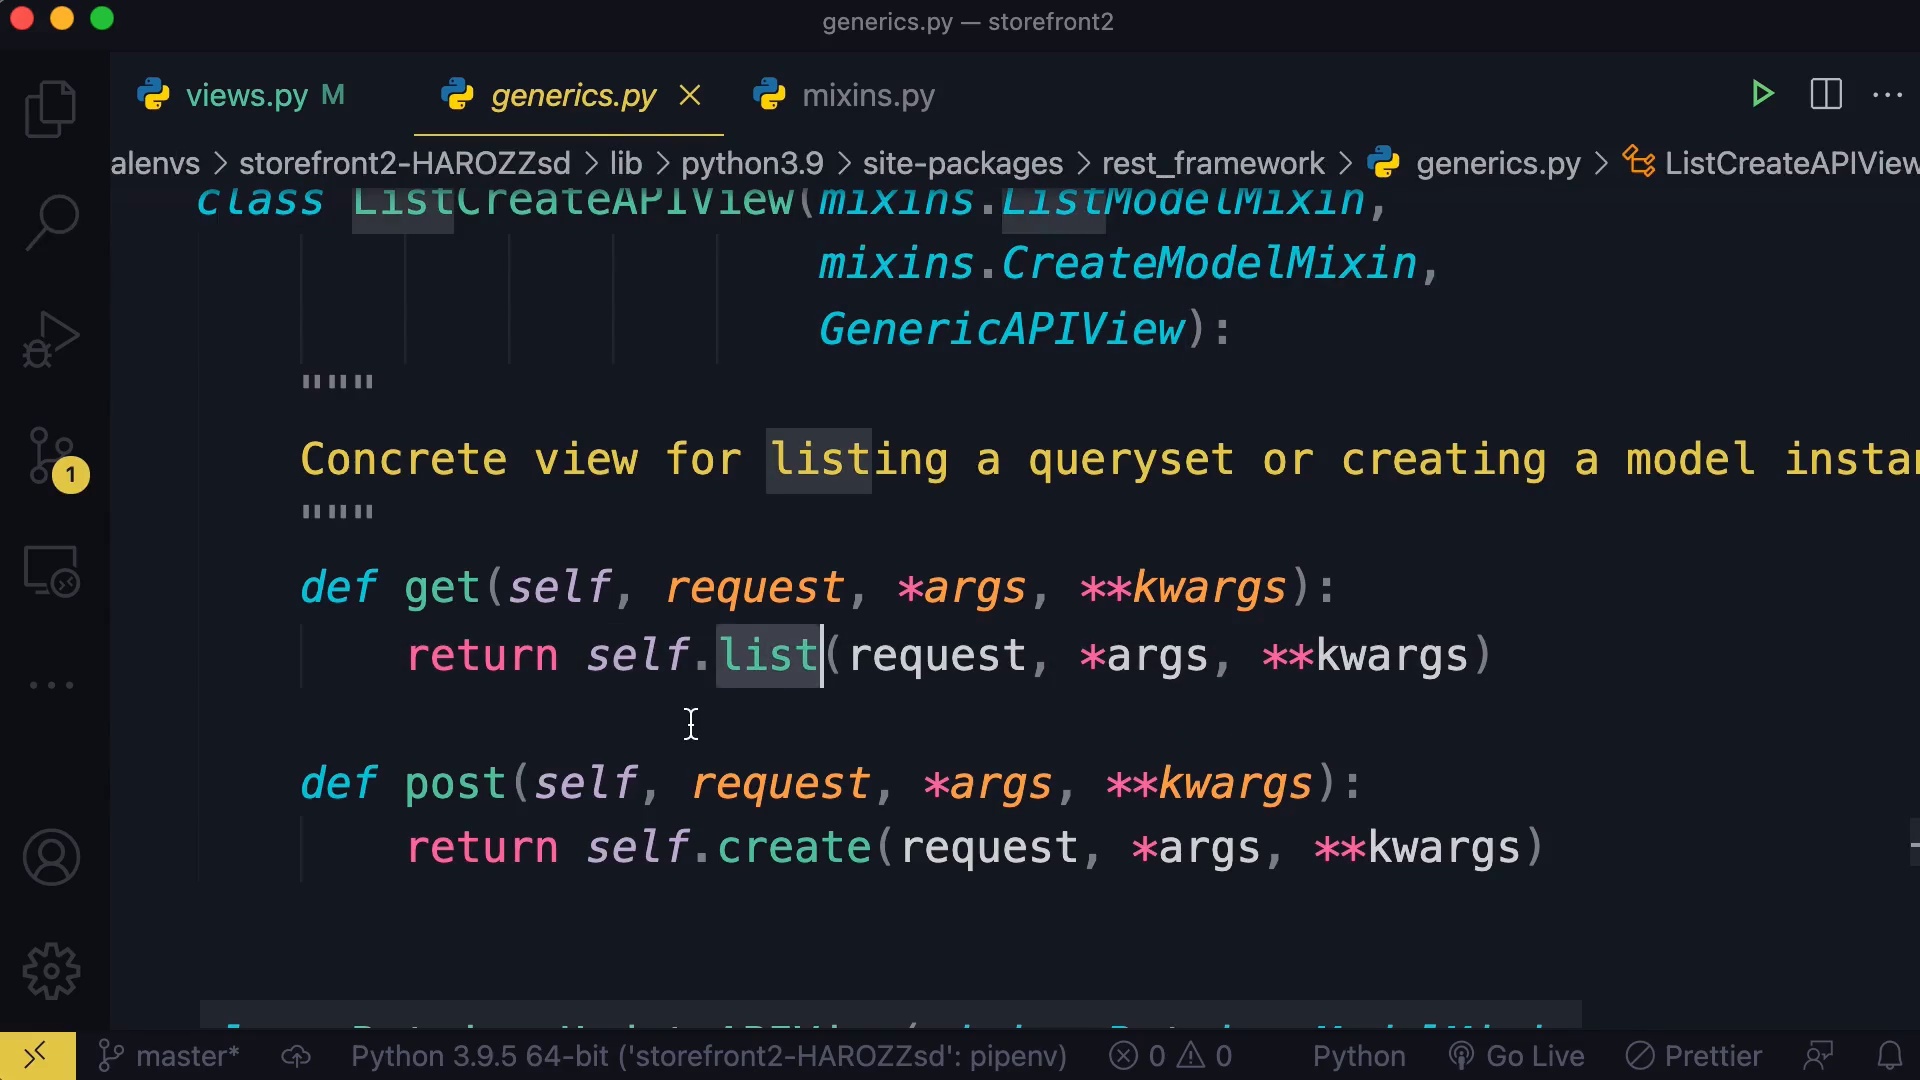 generics.py — storefront2
views.py M generics.py mixins.py
alenvs > storefront2-HAROZZsd > lib > python3.9 > site-packages > rest_framework > generics.py > ListCreateAPIView
class ListCreateAPIView(mixins.ListModelMixin,
mixins.CreateModelMixin,
GenericAPIView):
"""
Concrete view for listing a queryset or creating a model instan
"""
def get(self, request, *args, **kwargs):
return self.list(request, *args, **kwargs)
def post(self, request, *args, **kwargs):
return self.create(request, *args, **kwargs)
1
master* Python 3.9.5 64-bit ('storefront2-HAROZZsd': pipenv) 0 0 Python Go Live Prettier